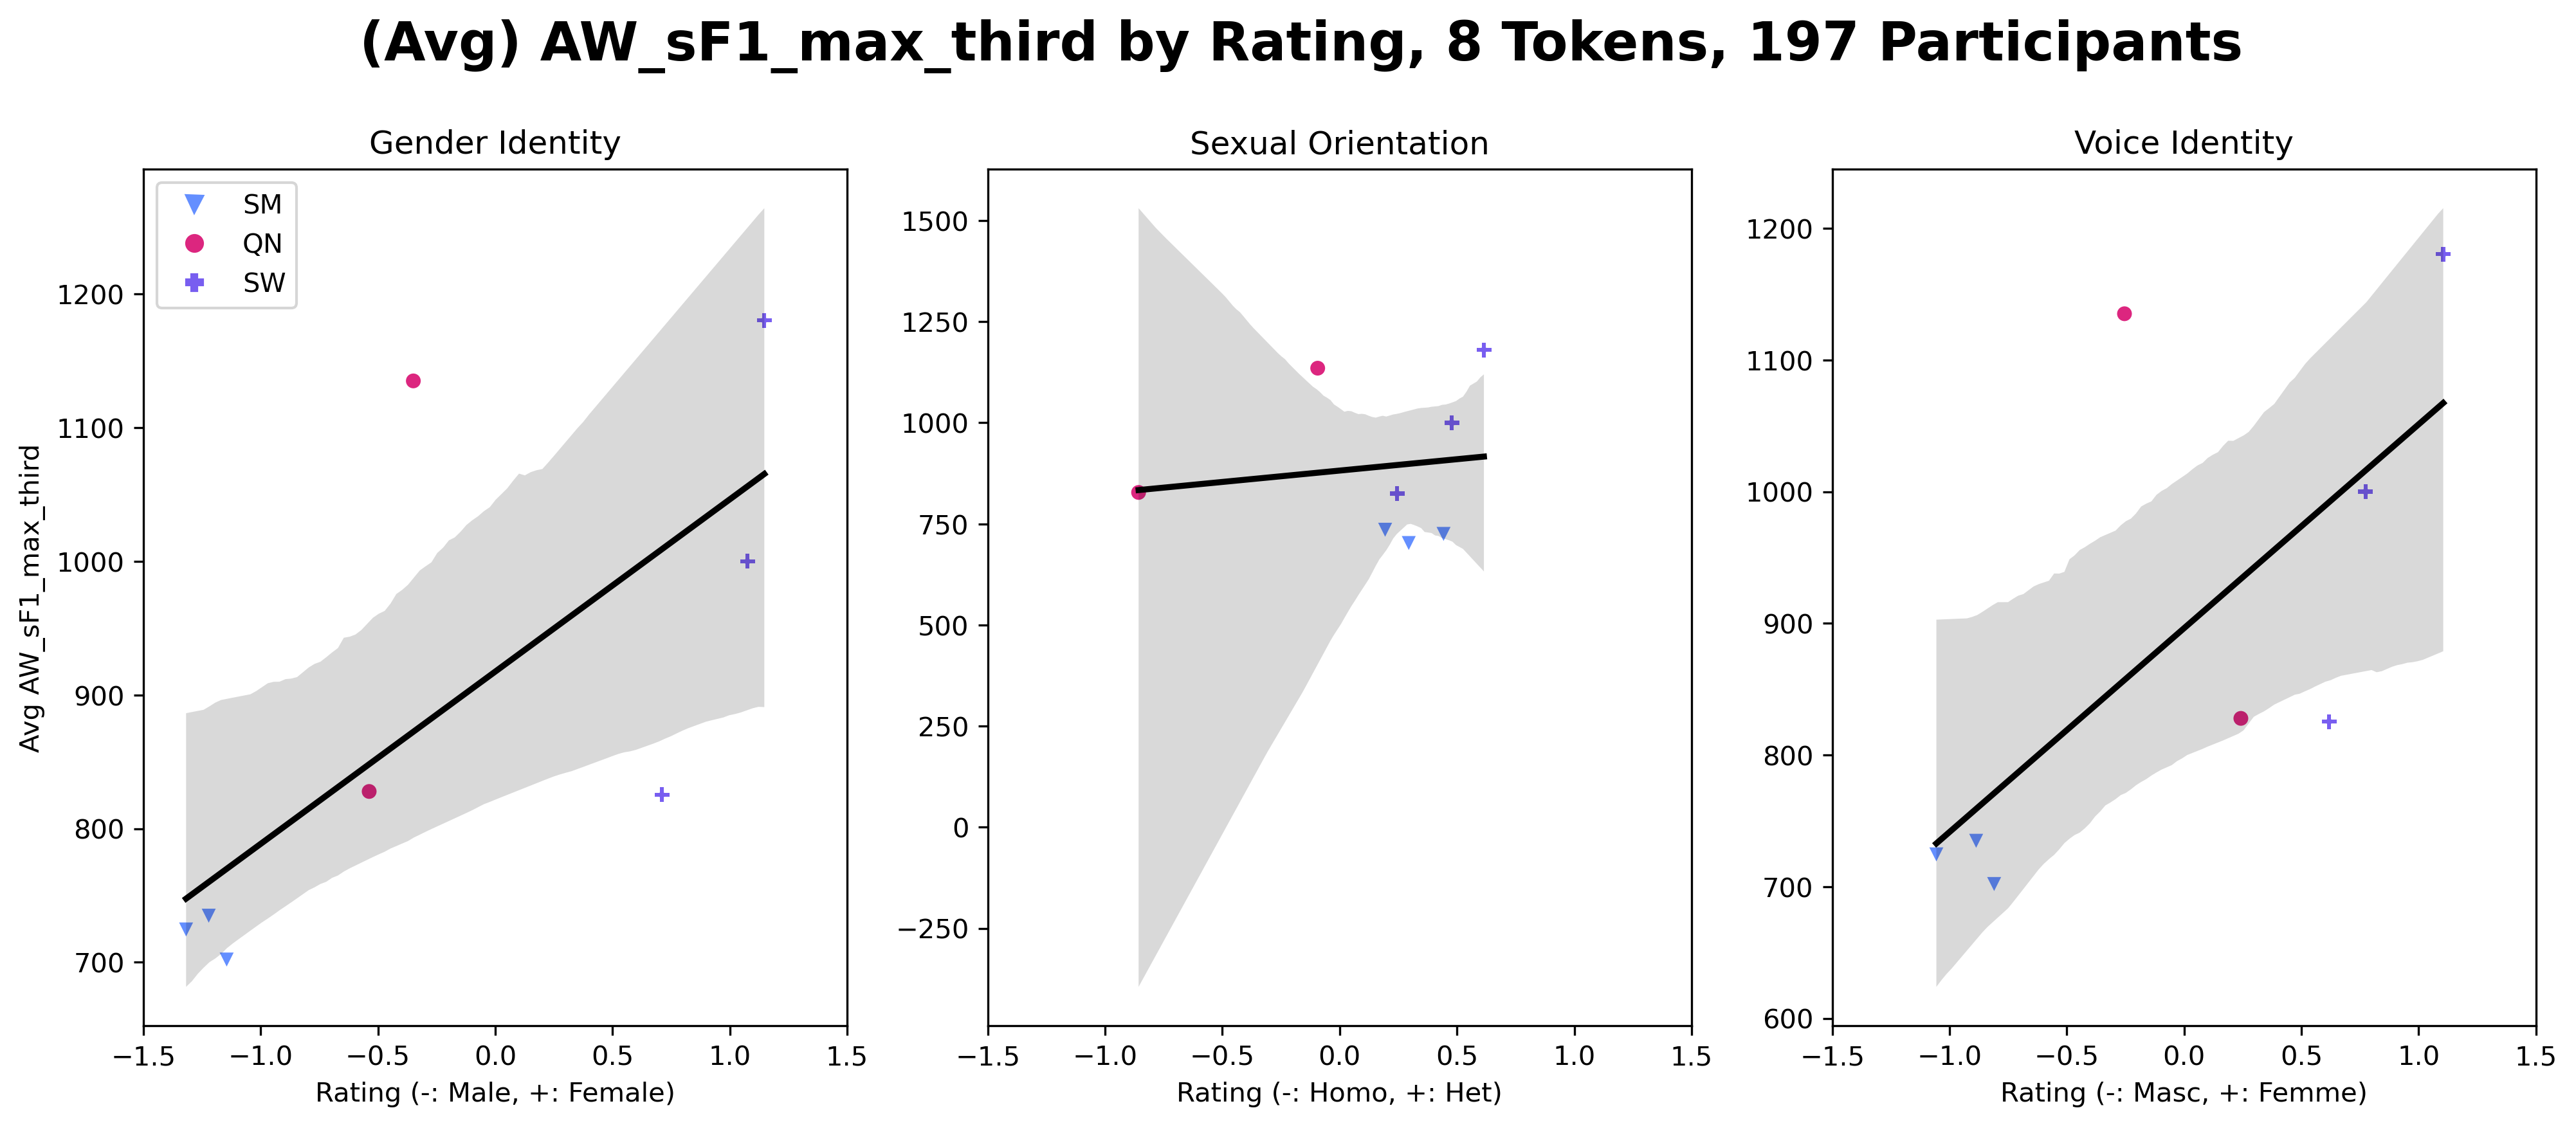 (Avg) AW_sF1_max_third by Rating, 8 Tokens, 197 Participants
Gender Identity
SM
QN
SW
1200
1100
1000
900
800
700
Avg AW_sF1_max_third
−1.5 −1.0 −0.5 0.0 0.5 1.0 1.5
Rating (-: Male, +: Female)
Sexual Orientation
1500
1250
1000
750
500
250
0
−250
−1.5 −1.0 −0.5 0.0 0.5 1.0 1.5
Rating (-: Homo, +: Het)
Voice Identity
1200
1100
1000
900
800
700
600
−1.5 −1.0 −0.5 0.0 0.5 1.0 1.5
Rating (-: Masc, +: Femme)